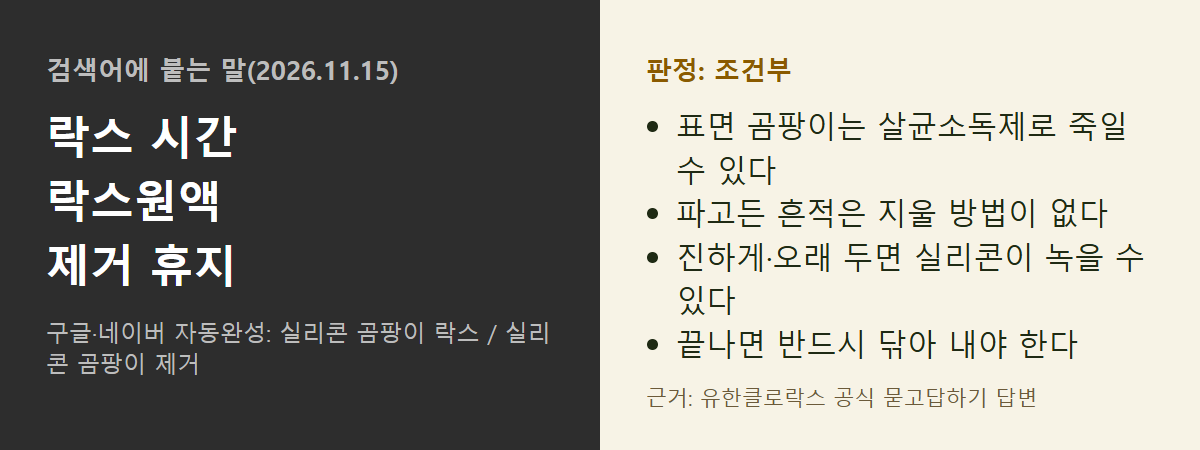 검색어에 붙는 말(2026.11.15)
락스 시간
락스원액
제거 휴지
구글·네이버 자동완성: 실리콘 곰팡이 락스 / 실리
콘 곰팡이 제거
판정: 조건부
• 표면 곰팡이는 살균소독제로 죽일
수 있다
• 파고든 흔적은 지울 방법이 없다
• 진하게·오래 두면 실리콘이 녹을 수
있다
• 끝나면 반드시 닦아 내야 한다
근거: 유한클로락스 공식 묻고답하기 답변